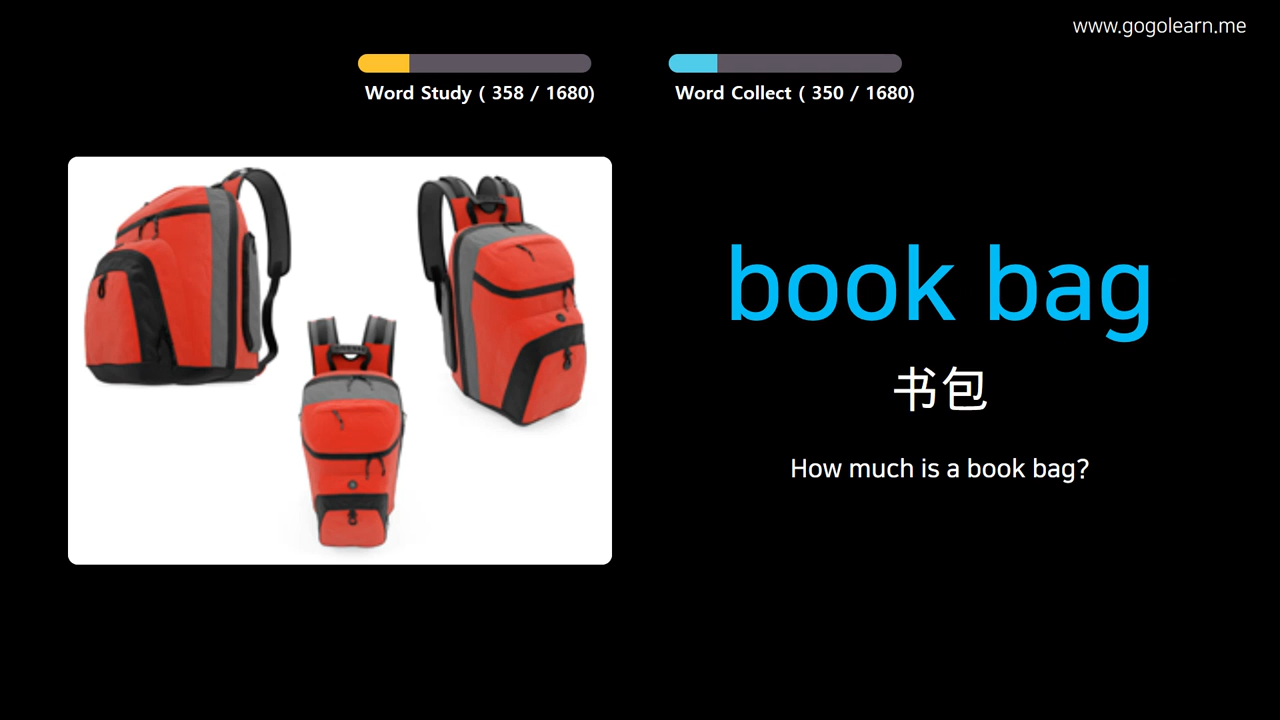 www.gogolearn.me
Word Study ( 358 / 1680)
Word Collect ( 350 / 1680)
book bag
书包
How much is a book bag?